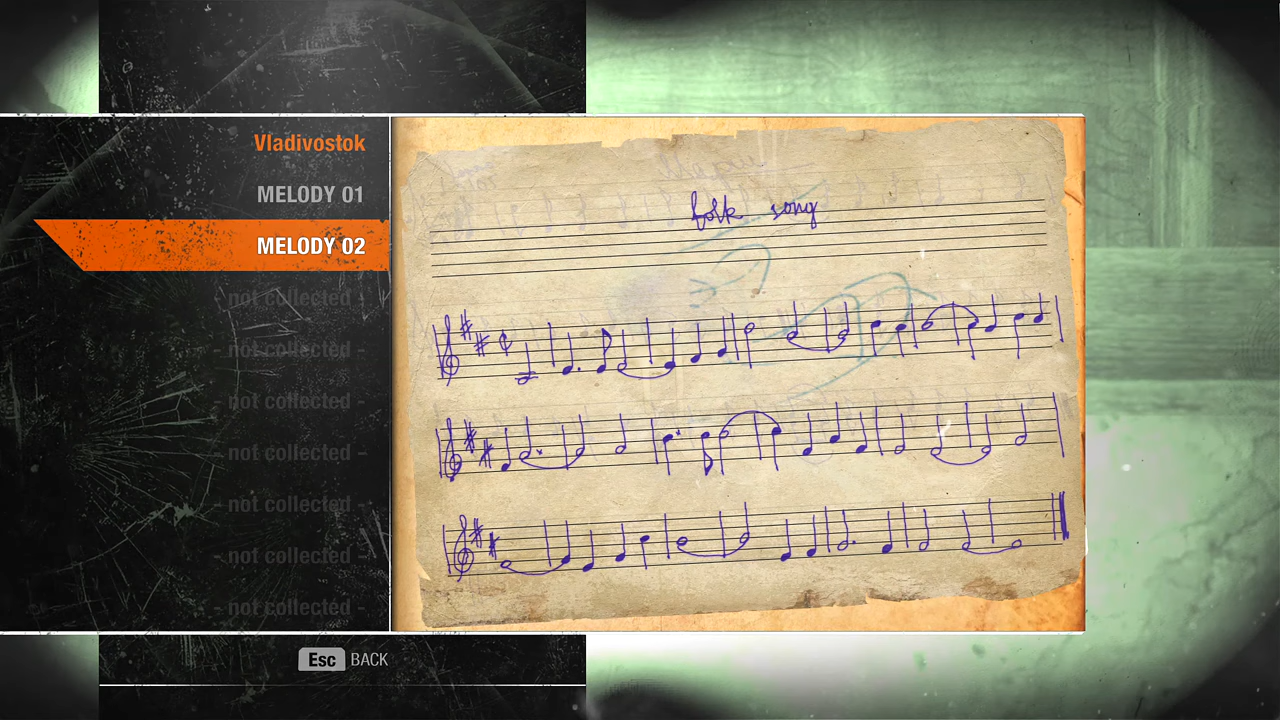 Vladivostok
MELODY 01
MELODY 02
- not collected -
- not collected -
- not collected -
- not collected -
- not collected -
- not collected -
- not collected -
folk song
Esc BACK